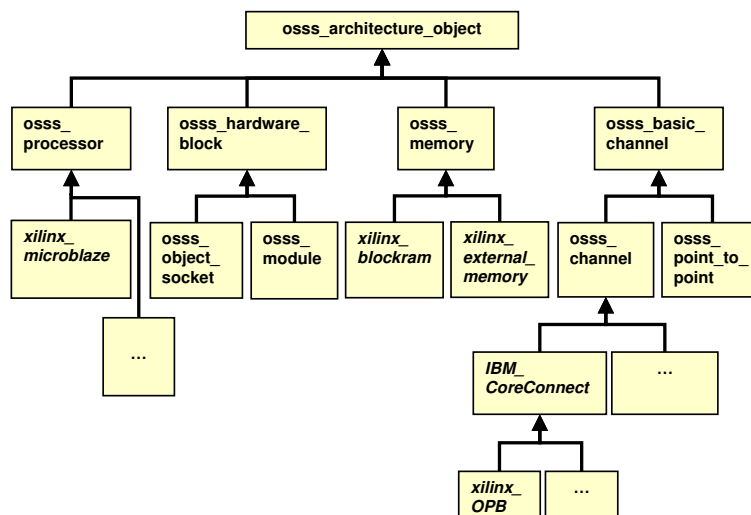 osss_architecture_object
osss_
processor
osss_hardware_
block
osss_
memory
osss_basic_
channel
xilinx_
microblaze
osss_
object_
socket
osss_
module
xilinx_
blockram
xilinx_
external_
memory
osss_
channel
osss_
point_to_
point
...
IBM_
CoreConnect
...
xilinx_
OPB
...